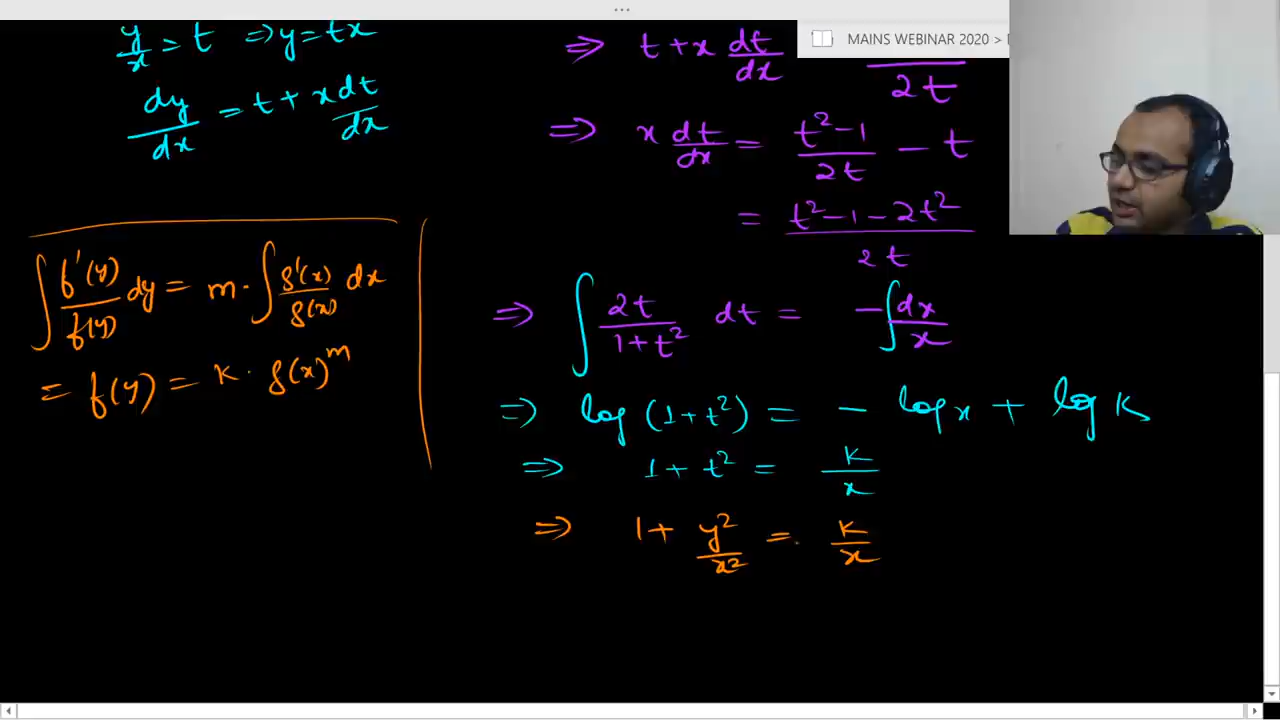 y/x = t ⇒ y = tx
dy/dx = t + x dt/dx
∫ f'(y)/f(y) dy = m · ∫ g'(x)/g(x) dx
= f(y) = k · g(x)^m
MAINS WEBINAR 2020 >
⇒ t + x dt/dx
2t
⇒ x dt/dx = t²-1/2t - t
= t²-1-2t²/2t
⇒ ∫ 2t/1+t² dt = -∫ dx/x
⇒ log (1+t²) = - log x + log k
⇒ 1 + t² = k/x
⇒ 1 + y²/x² = k/x